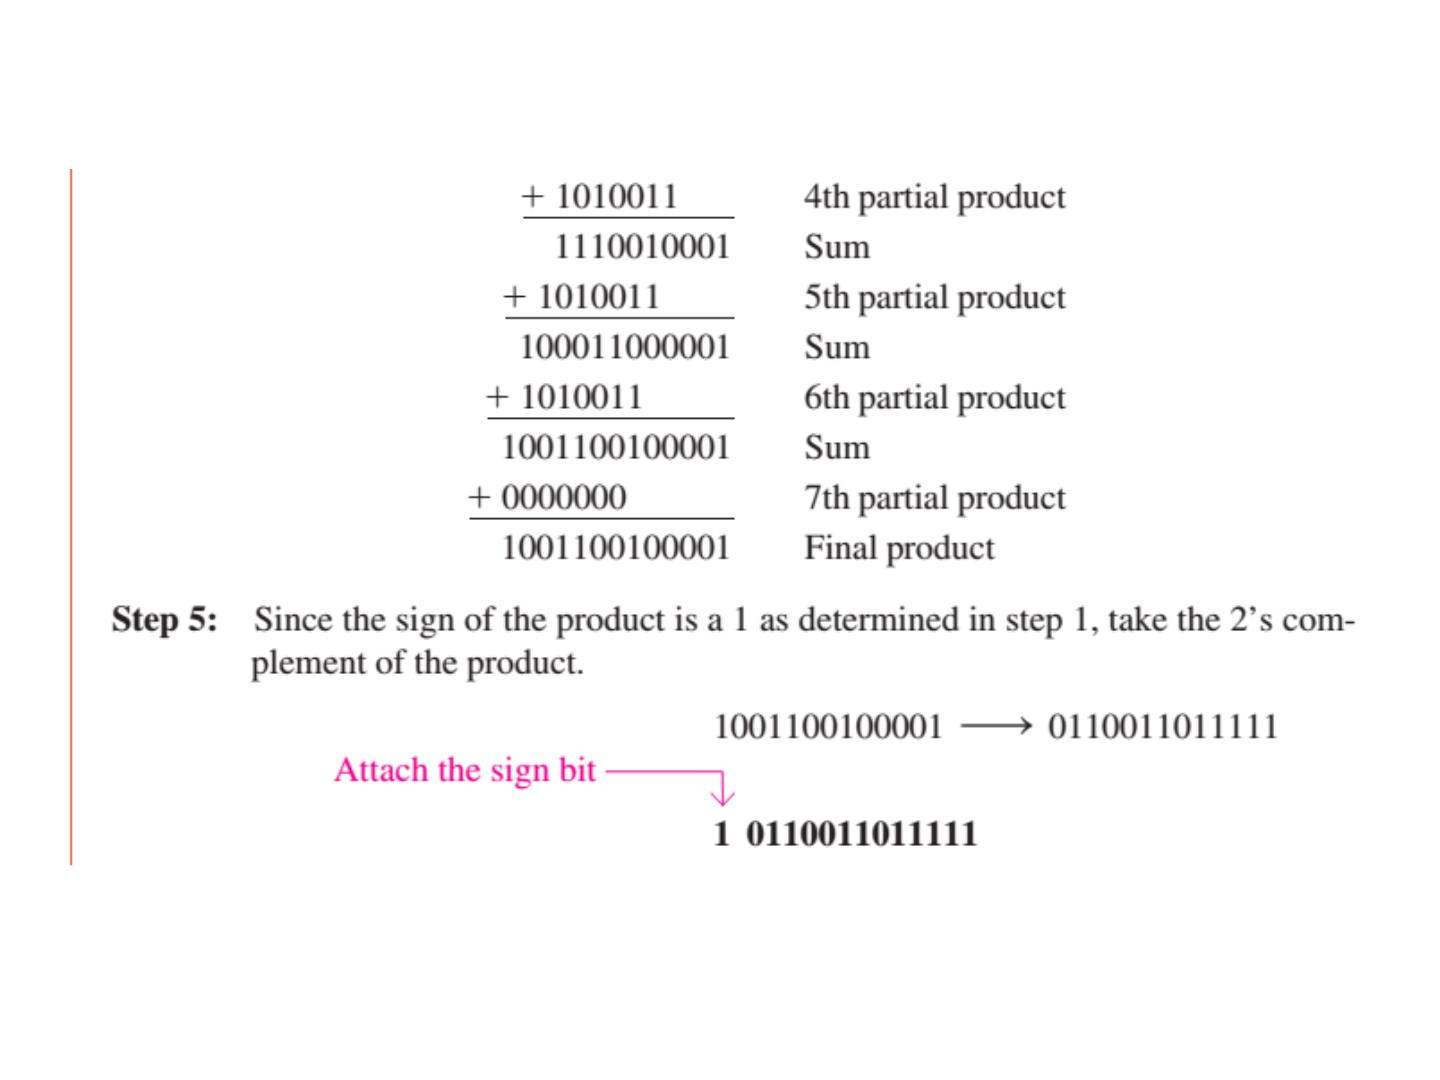 + 1010011 4th partial product
1110010001 Sum
+ 1010011 5th partial product
100011000001 Sum
+ 1010011 6th partial product
1001100100001 Sum
+ 0000000 7th partial product
1001100100001 Final product
Step 5: Since the sign of the product is a 1 as determined in step 1, take the 2’s com-
plement of the product.
1001100100001 ⟶ 0110011011111
Attach the sign bit
1 0110011011111